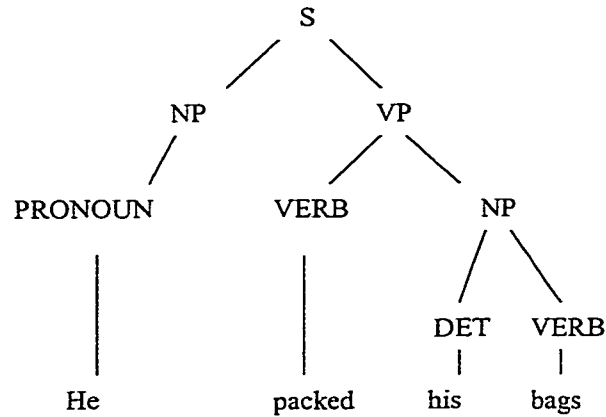 S
NP VP
PRONOUN VERB NP
DET VERB
He packed his bags